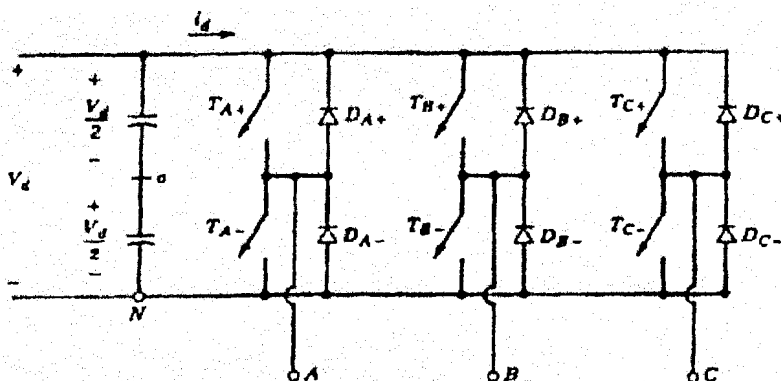 i_d
+
+
V_d
2
−
V_d
+
V_d
2
−
−
o
N
T_A+
D_A+
T_B+
D_B+
T_C+
D_C+
T_A−
D_A−
T_B−
D_B−
T_C−
D_C−
A
B
C